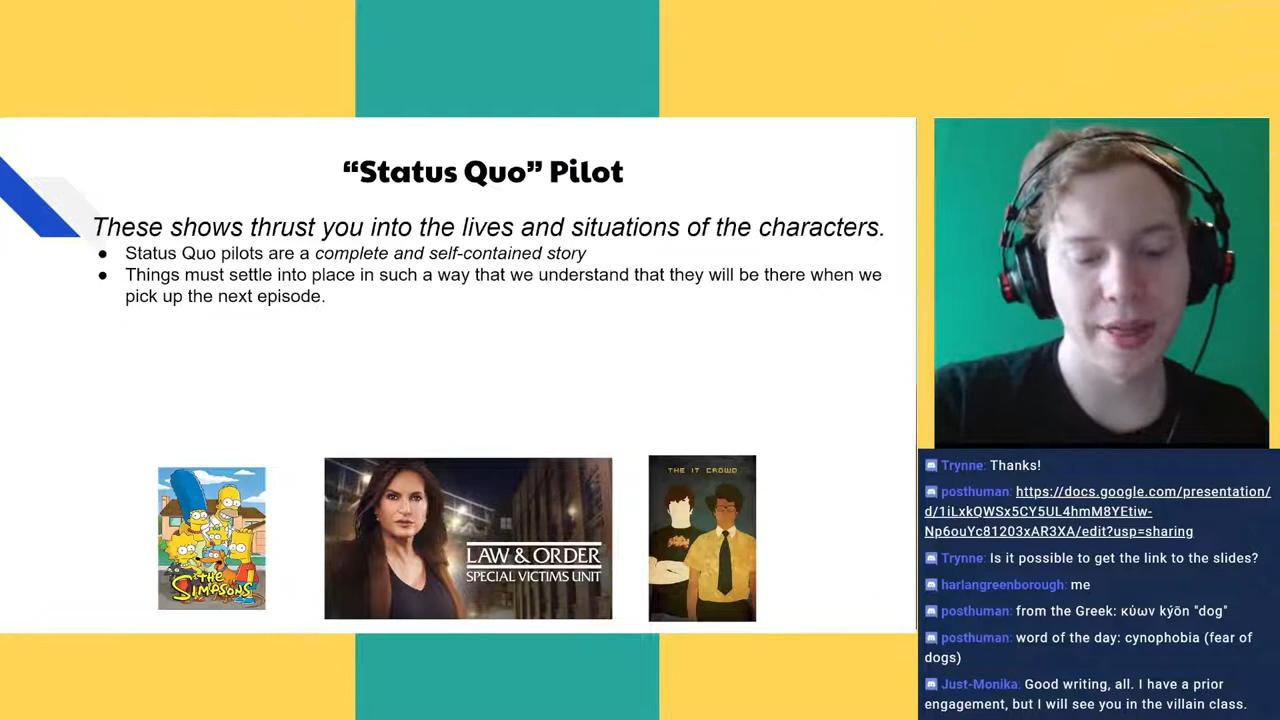 “Status Quo” Pilot
These shows thrust you into the lives and situations of the characters.
● Status Quo pilots are a complete and self-contained story
● Things must settle into place in such a way that we understand that they will be there when we
pick up the next episode.
THE
SIMPSONS
LAW & ORDER
SPECIAL VICTIMS UNIT
THE IT CROWD
Trynne: Thanks!
posthuman: https://docs.google.com/presentation/
d/1iLxkQWSx5CY5UL4hmM8YEtiw-
Np6ouYc81203xAR3XA/edit?usp=sharing
Trynne: Is it possible to get the link to the slides?
harlangreenborough: me
posthuman: from the Greek: κύων kýōn "dog"
posthuman: word of the day: cynophobia (fear of
dogs)
Just-Monika: Good writing, all. I have a prior
engagement, but I will see you in the villain class.